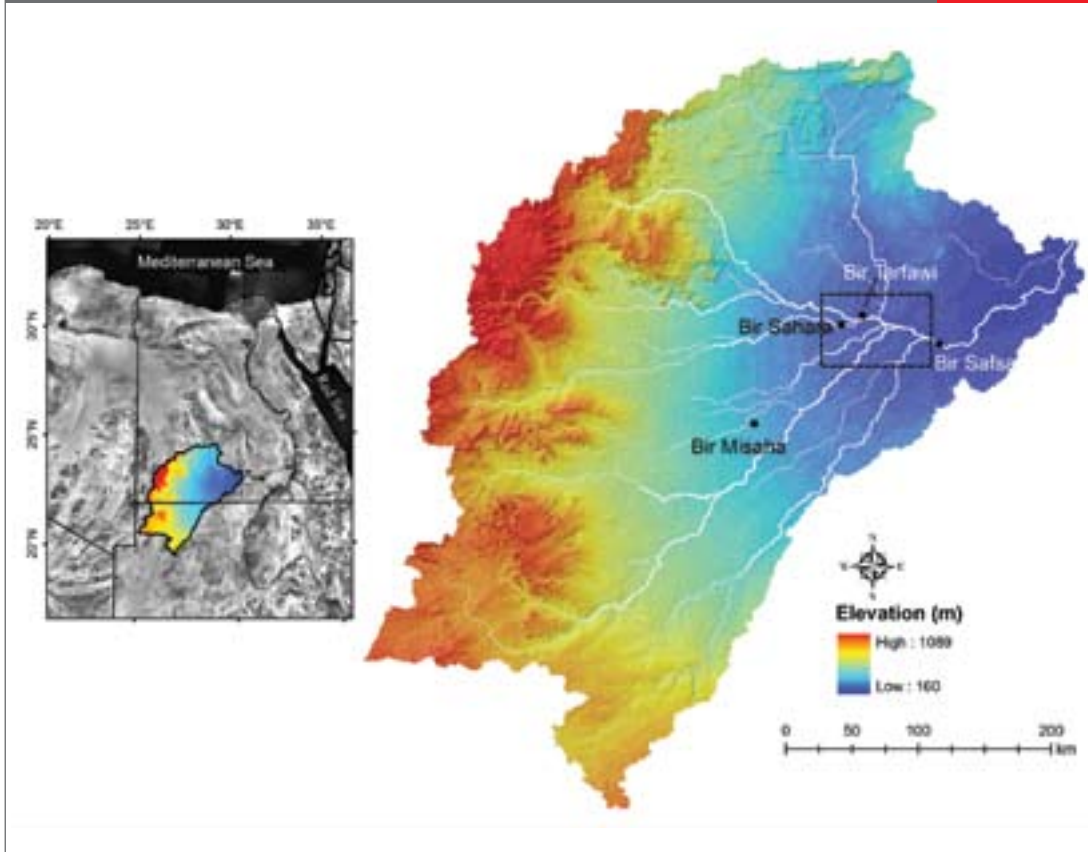 20°E 25°E 30°E 35°E
Mediterranean Sea
30°N
25°N
20°N
Bir Tarfawi
Bir Sahara
Bir Safsaf
Bir Misaha
N
E
S
Elevation (m)
High : 1089
Low : 160
0 50 100 200
km